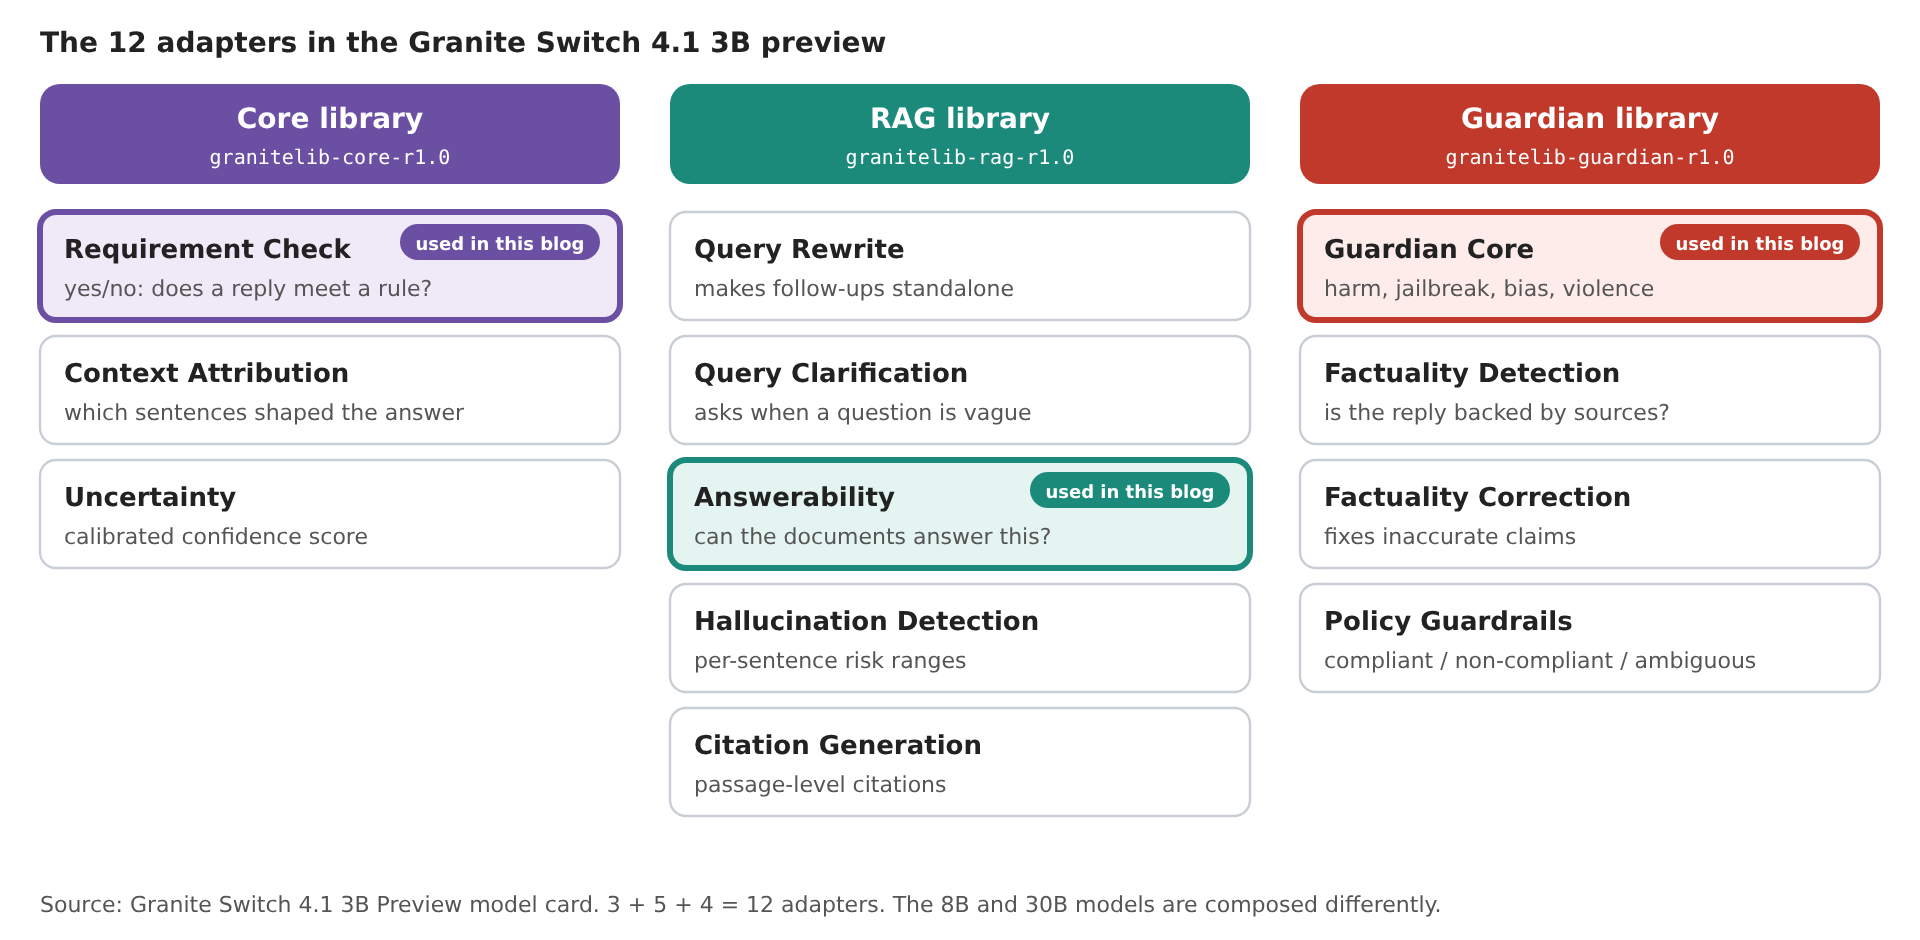 The 12 adapters in the Granite Switch 4.1 3B preview
Core library
granitelib-core-r1.0
Requirement Check
used in this blog
yes/no: does a reply meet a rule?
Context Attribution
which sentences shaped the answer
Uncertainty
calibrated confidence score
RAG library
granitelib-rag-r1.0
Query Rewrite
makes follow-ups standalone
Query Clarification
asks when a question is vague
Answerability
used in this blog
can the documents answer this?
Hallucination Detection
per-sentence risk ranges
Citation Generation
passage-level citations
Guardian library
granitelib-guardian-r1.0
Guardian Core
used in this blog
harm, jailbreak, bias, violence
Factuality Detection
is the reply backed by sources?
Factuality Correction
fixes inaccurate claims
Policy Guardrails
compliant / non-compliant / ambiguous
Source: Granite Switch 4.1 3B Preview model card. 3 + 5 + 4 = 12 adapters. The 8B and 30B models are composed differently.